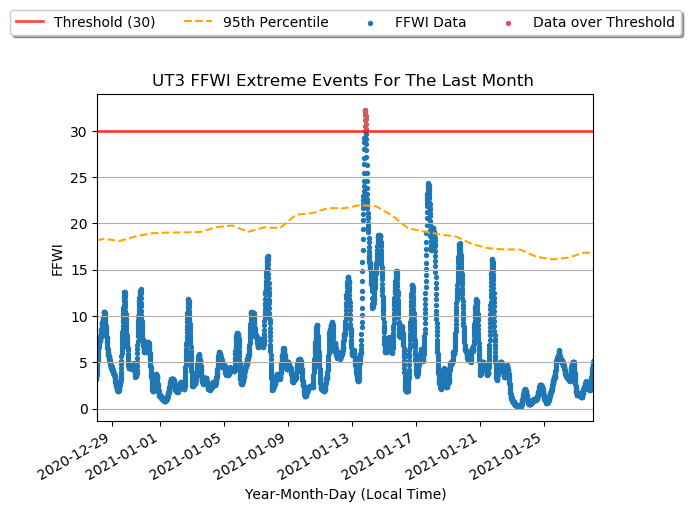 Threshold (30) 95th Percentile FFWI Data Data over Threshold
UT3 FFWI Extreme Events For The Last Month
30
25
20
15
10
5
0
FFWI
2020-12-29 2021-01-01 2021-01-05 2021-01-09 2021-01-13 2021-01-17 2021-01-21 2021-01-25
Year-Month-Day (Local Time)